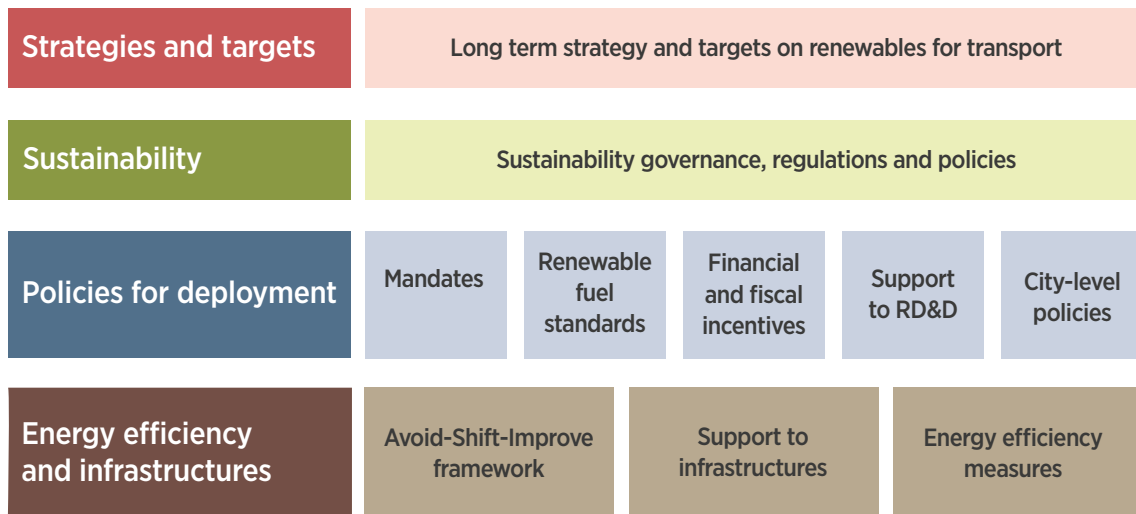 Strategies and targets
Long term strategy and targets on renewables for transport
Sustainability
Sustainability governance, regulations and policies
Policies for deployment
Mandates
Renewable
fuel
standards
Financial
and fiscal
incentives
Support
to RD&D
City-level
policies
Energy efficiency
and infrastructures
Avoid-Shift-Improve
framework
Support to
infrastructures
Energy efficiency
measures